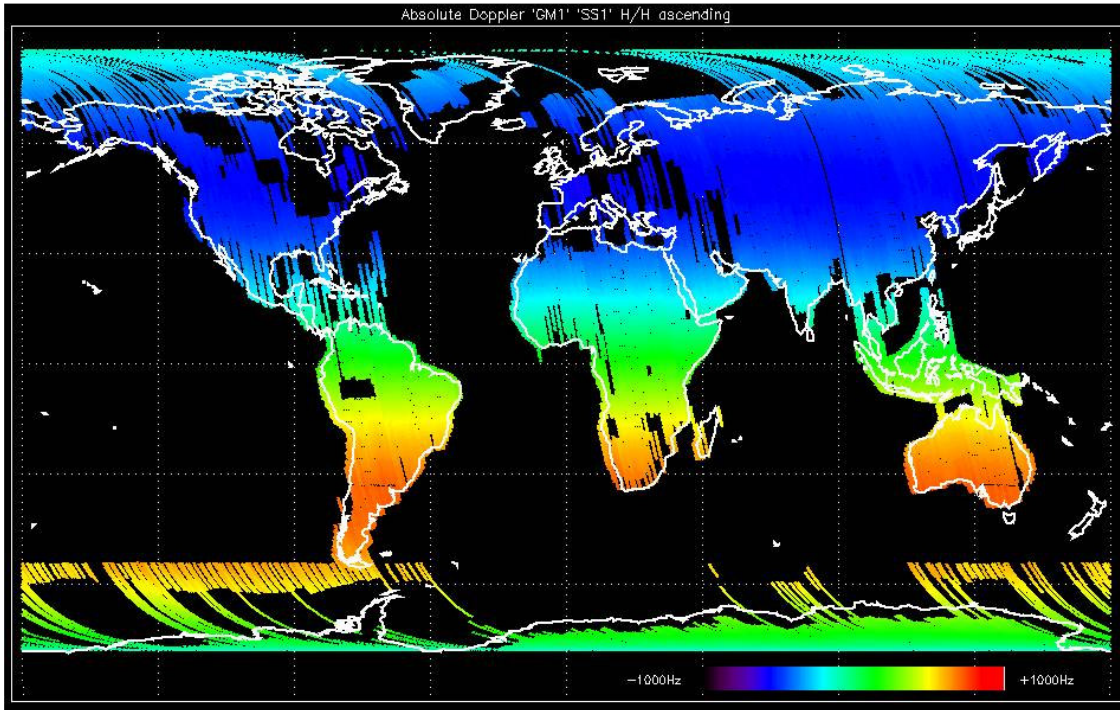 Absolute Doppler 'GM1' 'SS1' H/H ascending
−1000Hz +1000Hz